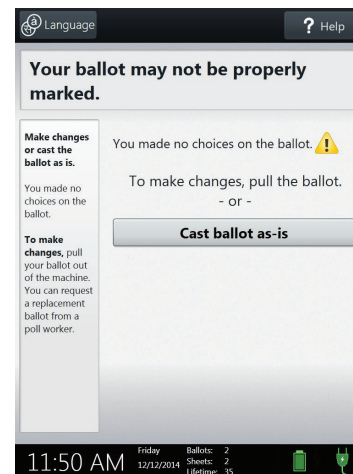 Language
? Help
Your ballot may not be properly
marked.
Make changes
or cast the
ballot as is.
You made no
choices on the
ballot.
To make
changes, pull
your ballot out
of the machine.
You can request
a replacement
ballot from a
poll worker.
You made no choices on the ballot.
To make changes, pull the ballot.
- or -
Cast ballot as-is
11:50 AM
Friday
12/12/2014
Ballots: 2
Sheets: 2
Lifetime: 35